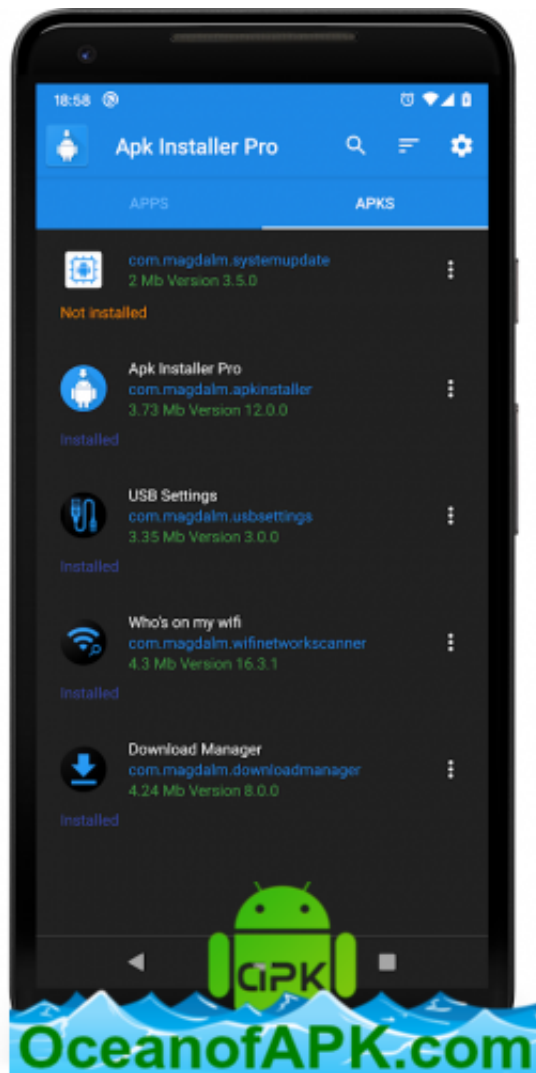 18:58
Apk Installer Pro
APPS
APKS
com.magdalm.systemupdate
2 Mb Version 3.5.0
Not installed
Apk Installer Pro
com.magdalm.apkinstaller
3.73 Mb Version 12.0.0
Installed
USB Settings
com.magdalm.usbsettings
3.35 Mb Version 3.0.0
Installed
Who's on my wifi
com.magdalm.wifinetworkscanner
4.3 Mb Version 16.3.1
Installed
Download Manager
com.magdalm.downloadmanager
4.24 Mb Version 8.0.0
Installed
aPK
OceanofAPK.com